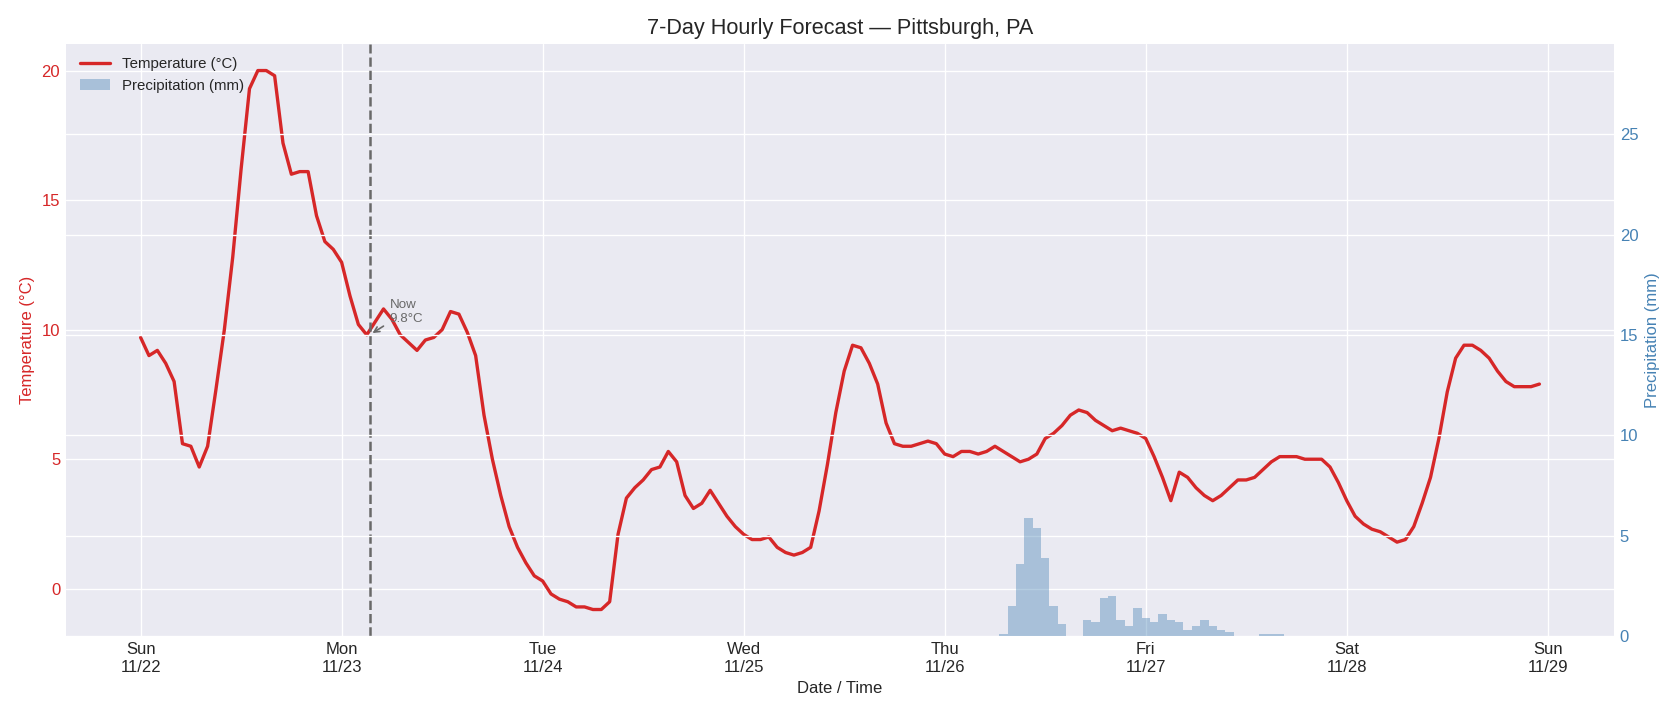 7-Day Hourly Forecast — Pittsburgh, PA
Temperature (°C)
Precipitation (mm)
Temperature (°C)
20
15
10
5
0
Now
9.8°C
25
20
15
10
5
0
Precipitation (mm)
Sun
11/22
Mon
11/23
Tue
11/24
Wed
11/25
Thu
11/26
Fri
11/27
Sat
11/28
Sun
11/29
Date / Time